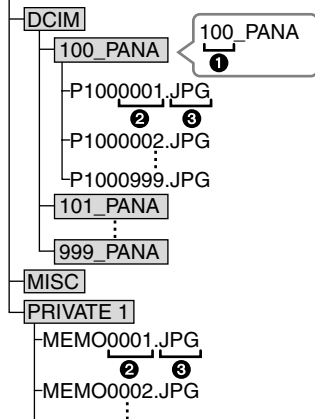 DCIM
100_PANA
100_PANA
❶
P1000001.JPG
❷ ❸
P1000002.JPG
P1000999.JPG
101_PANA
999_PANA
MISC
PRIVATE 1
MEMO0001.JPG
❷ ❸
MEMO0002.JPG